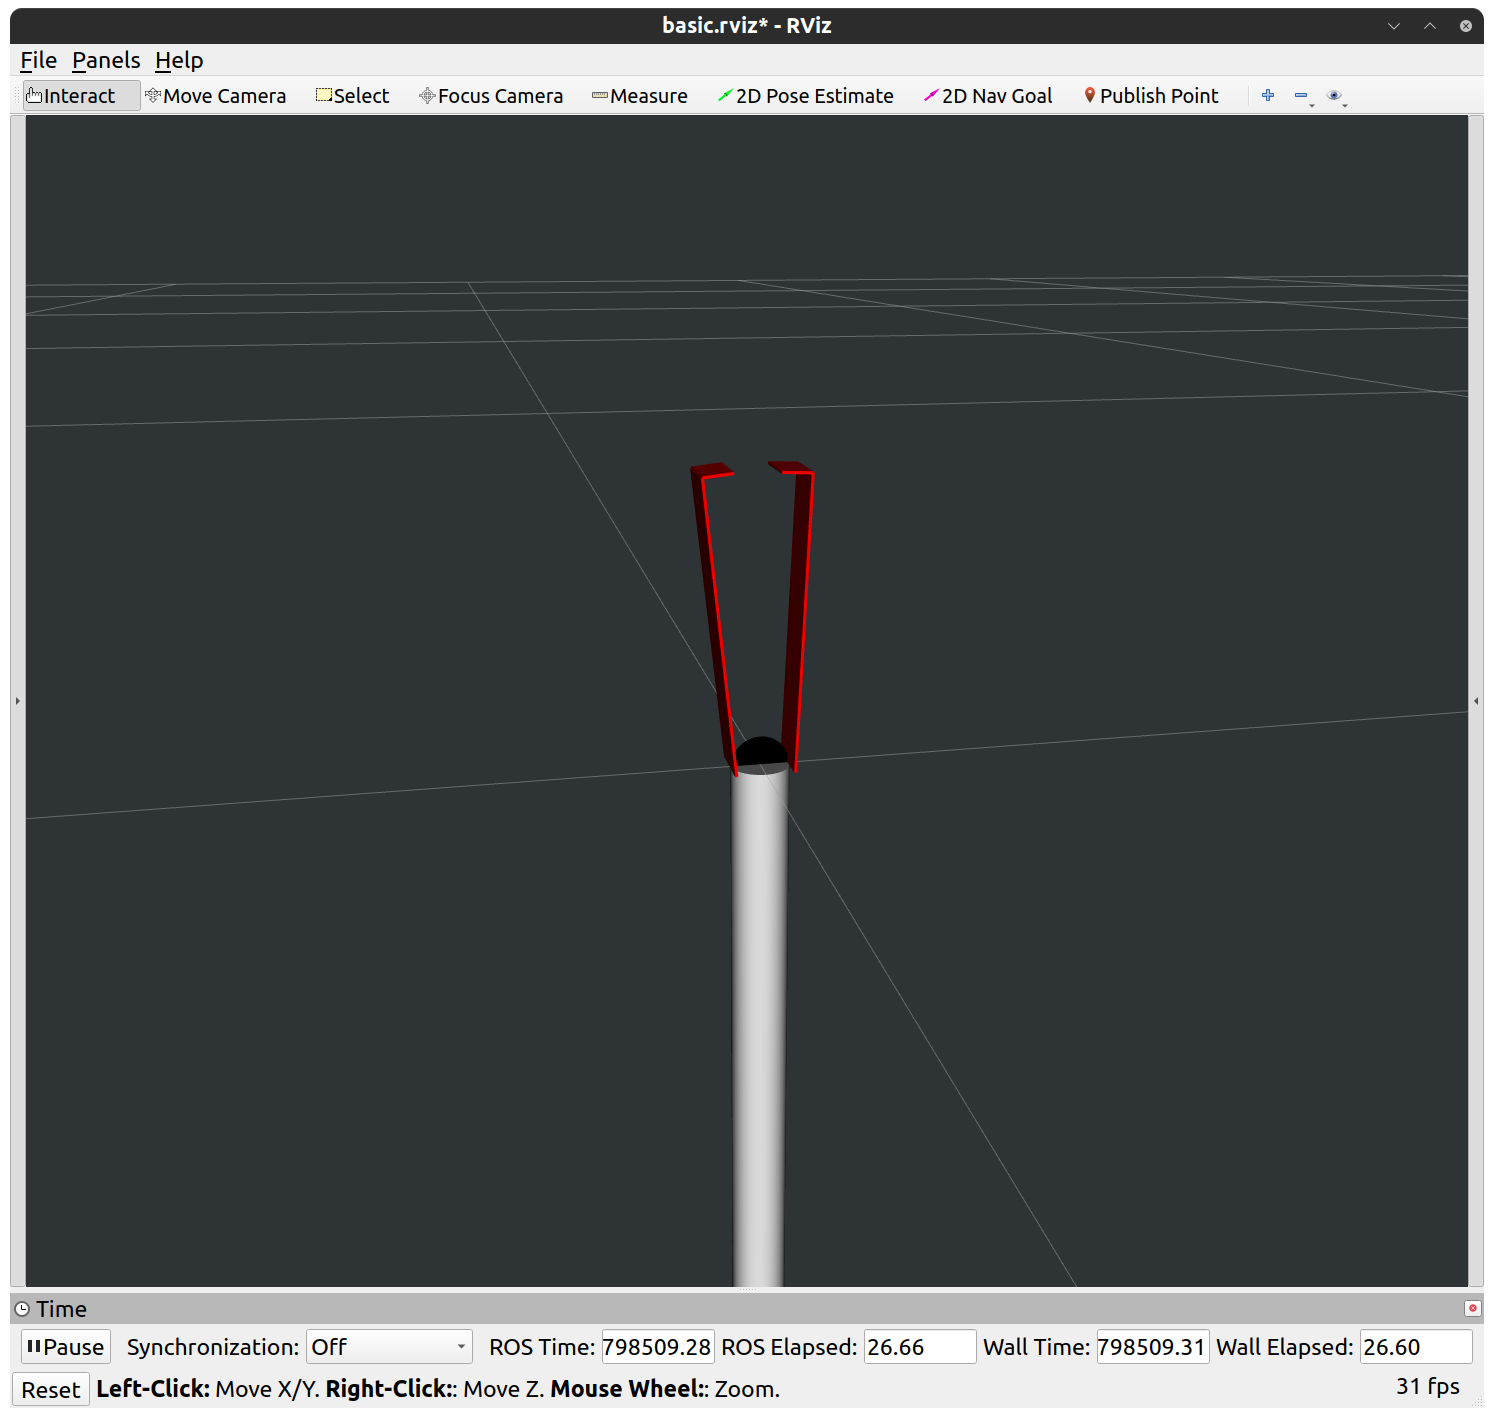 basic.rviz* - RViz
File Panels Help
Interact Move Camera Select Focus Camera Measure 2D Pose Estimate 2D Nav Goal Publish Point
Time
Pause Synchronization: Off ROS Time: 798509.28 ROS Elapsed: 26.66 Wall Time: 798509.31 Wall Elapsed: 26.60
Reset Left-Click: Move X/Y. Right-Click:: Move Z. Mouse Wheel:: Zoom. 31 fps